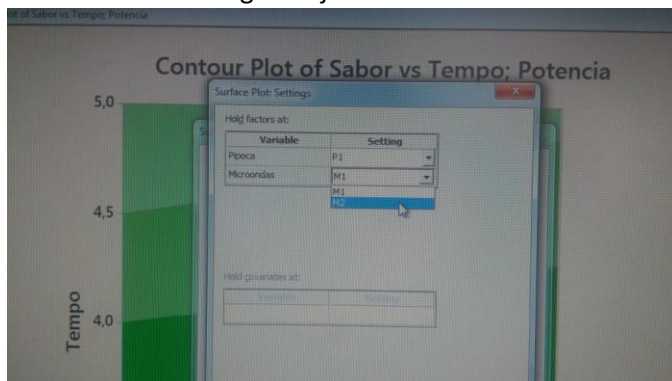 Plot of Sabor vs Tempo; Potencia
Contour Plot of Sabor vs Tempo; Potencia
Surface Plot: Settings
Hold factors at:
Variable Setting
Pipoca P1
Microondas M1
M1
M2
Hold covariates at:
Variable Setting
5,0
4,5
4,0
Tempo